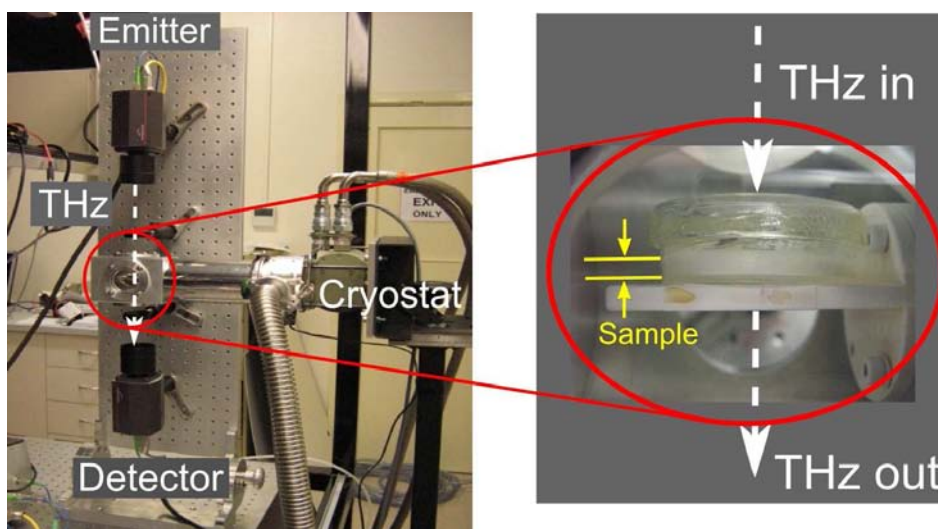 Emitter
THz
EXIT
ONLY
Cryostat
Detector
THz in
Sample
THz out